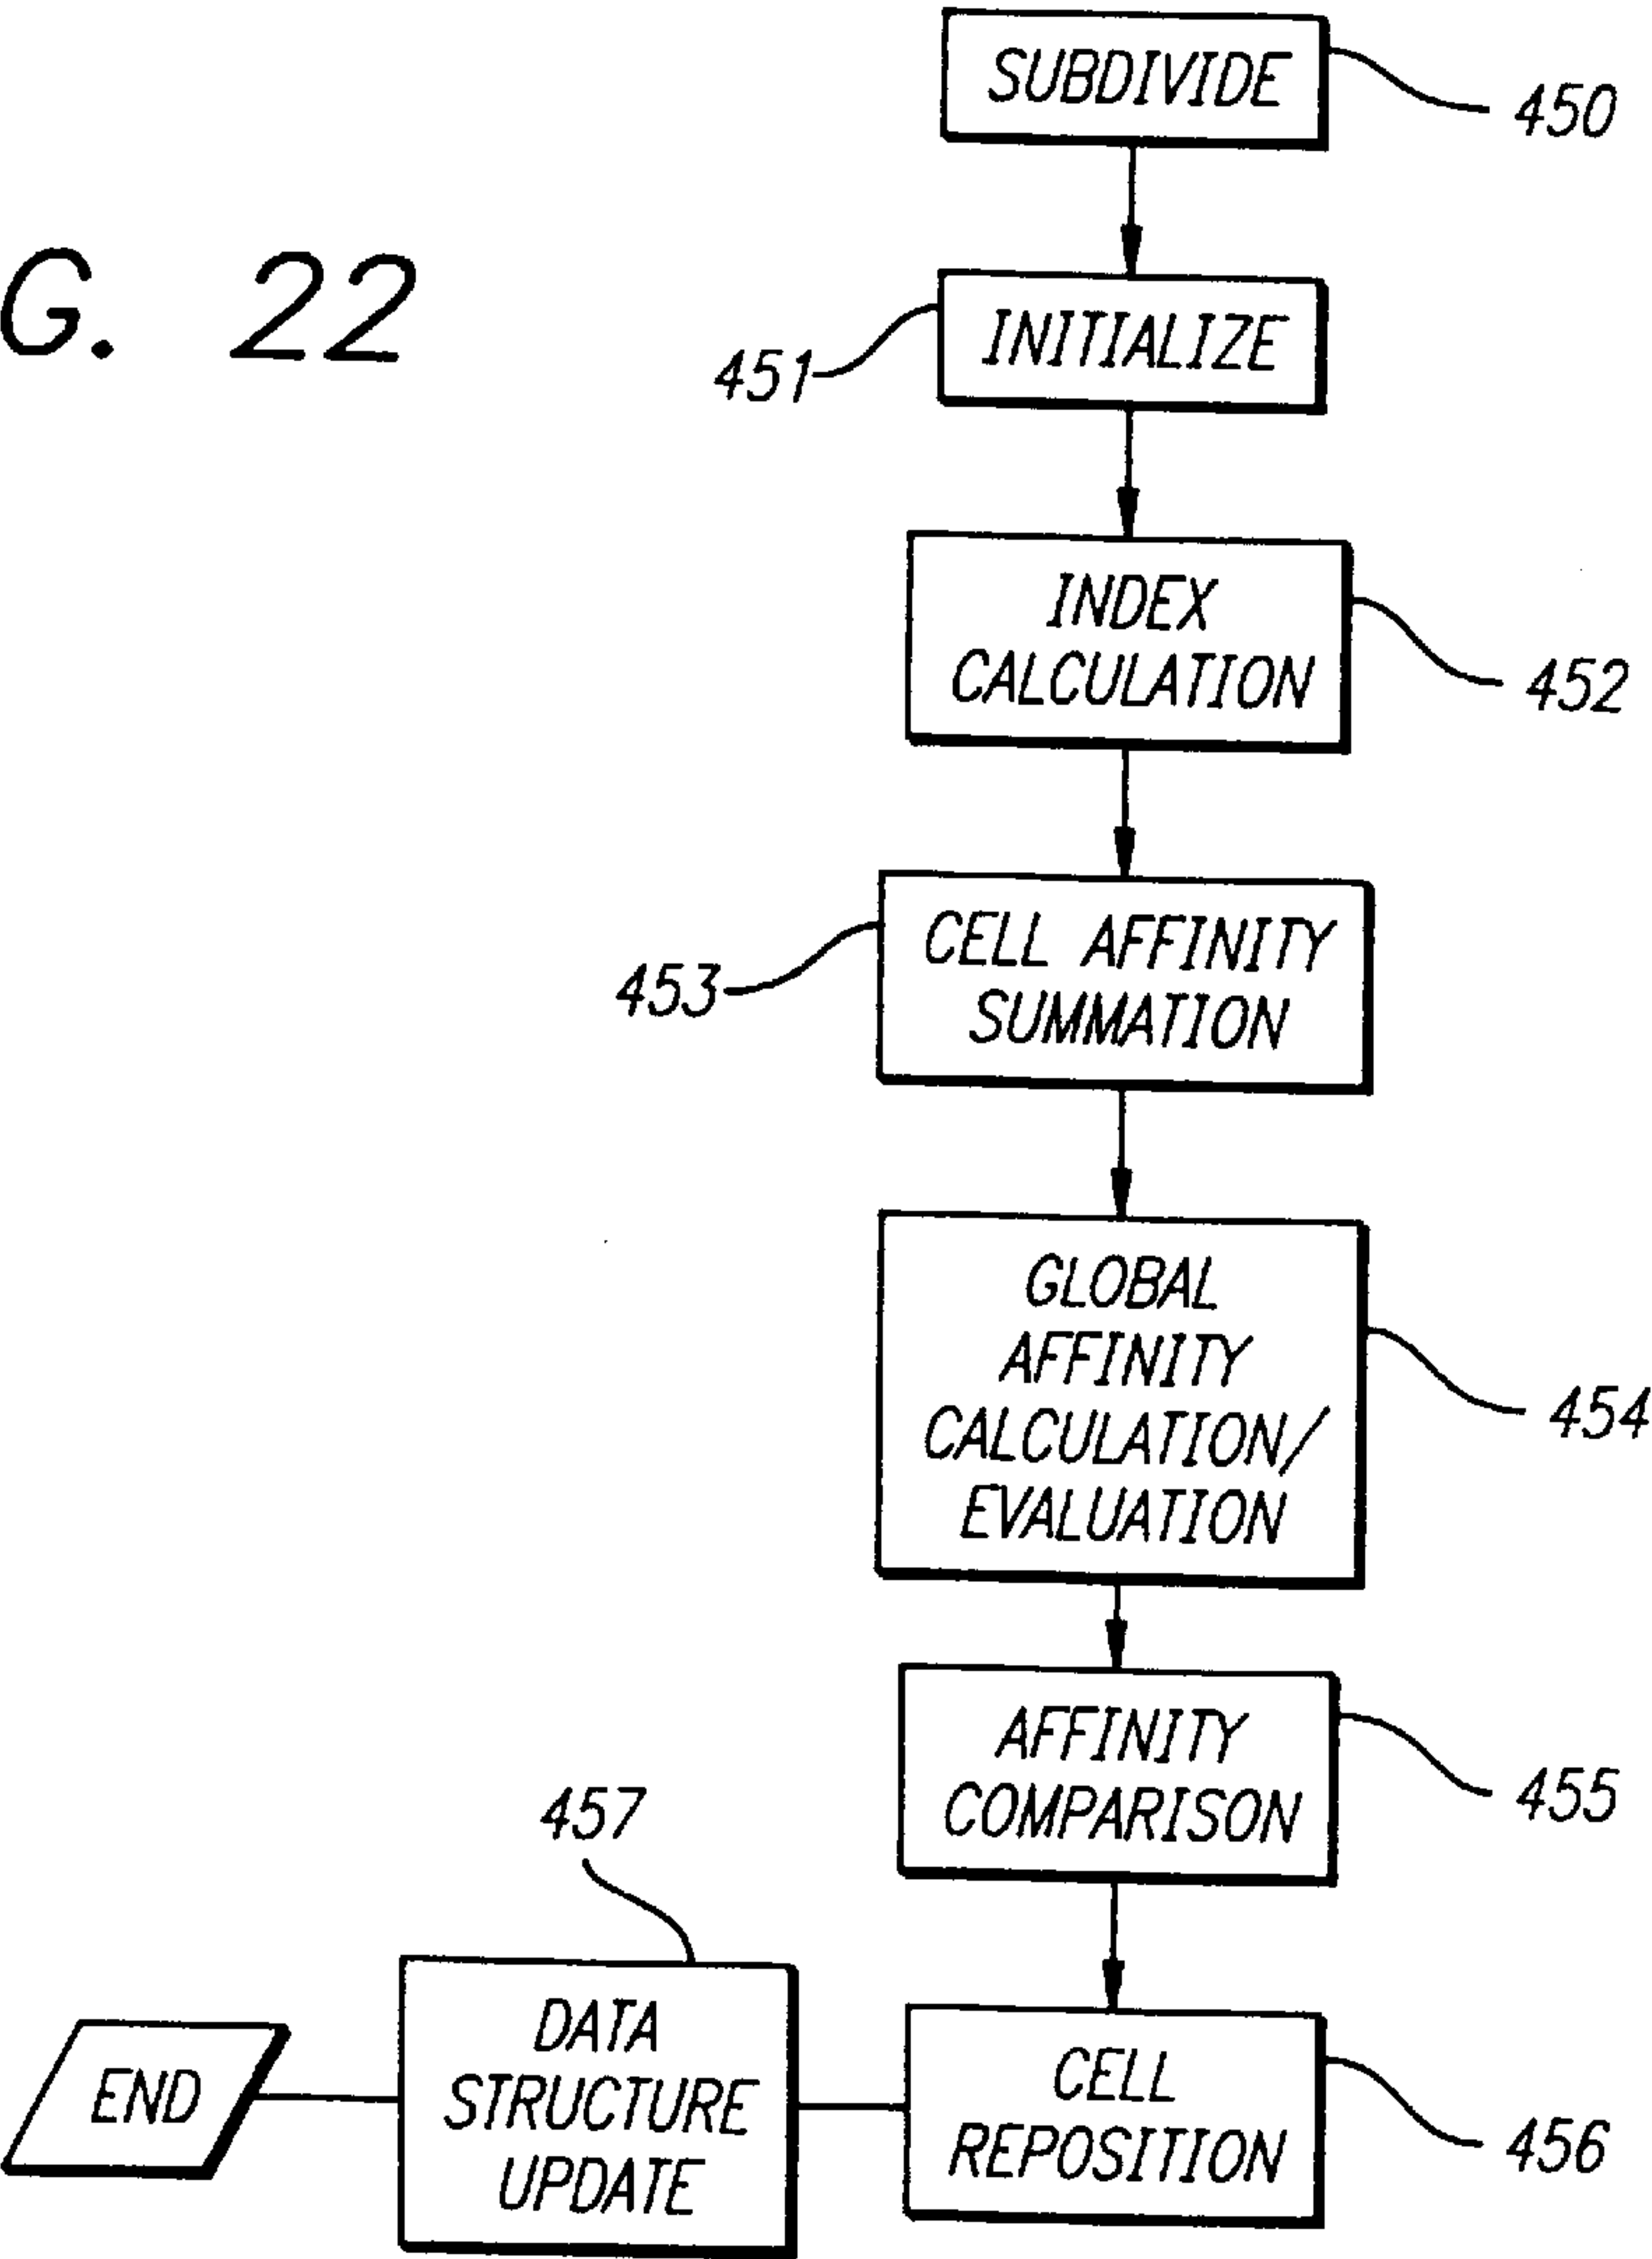 SUBDIVIDE
450
G. 22
INITIALIZE
451
INDEX
CALCULATION
452
CELL AFFINITY
SUMMATION
453
GLOBAL
AFFINITY
CALCULATION/
EVALUATION
454
AFFINITY
COMPARISON
455
457
DATA
STRUCTURE
UPDATE
CELL
REPOSITION
456
END